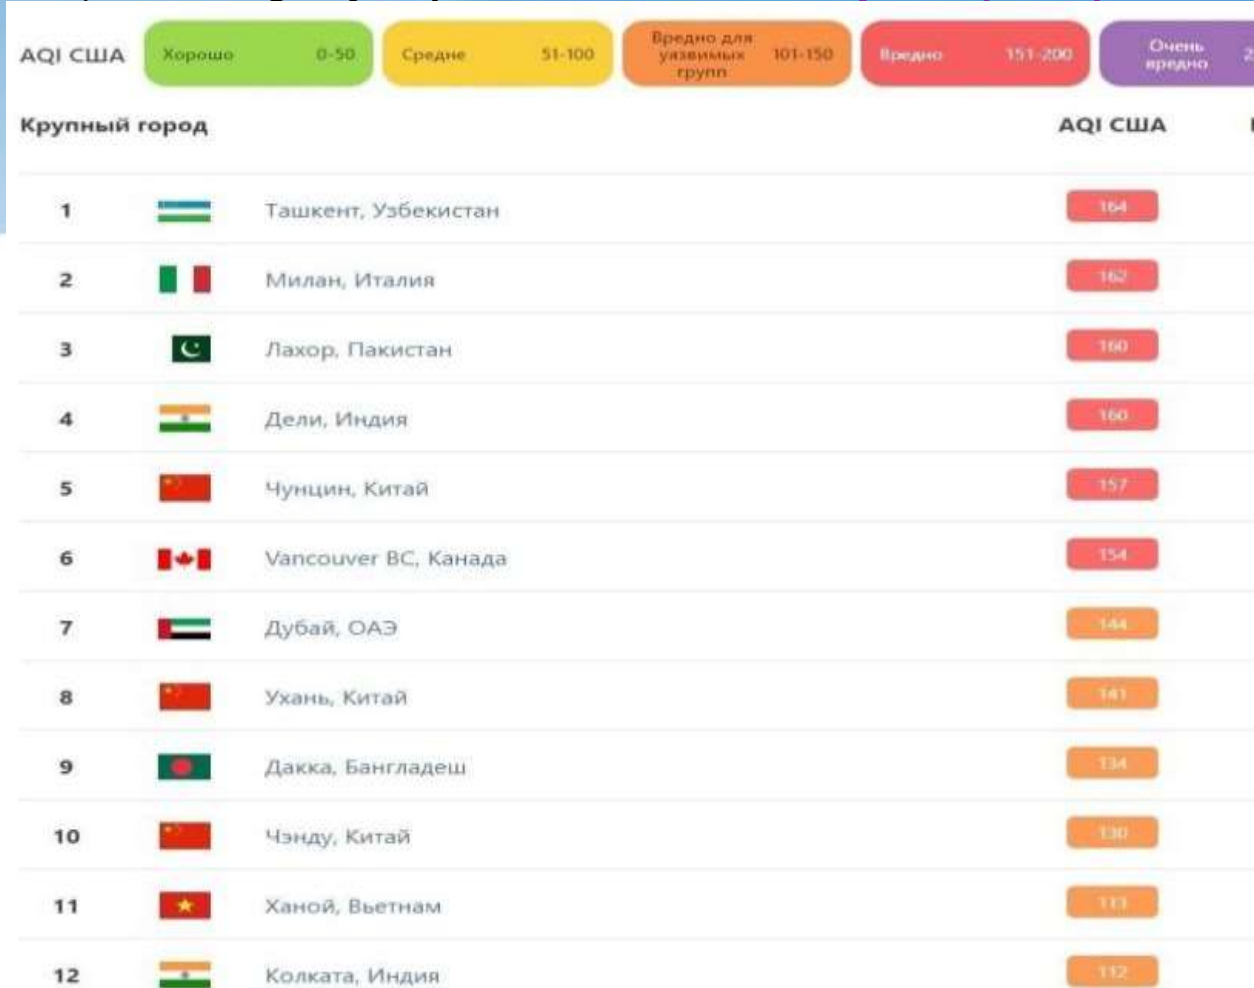 AQI США Хорошо 0-50 Средне 51-100 Вредно для уязвимых групп 101-150 Вредно 151-200 Очень вредно 2
Крупный город AQI США
1 Ташкент, Узбекистан 164
2 Милан, Италия 162
3 Лахор, Пакистан 160
4 Дели, Индия 160
5 Чунцин, Китай 157
6 Vancouver BC, Канада 154
7 Дубай, ОАЭ 144
8 Ухань, Китай 141
9 Дакка, Бангладеш 134
10 Чэнду, Китай 130
11 Ханой, Вьетнам 113
12 Колката, Индия 112